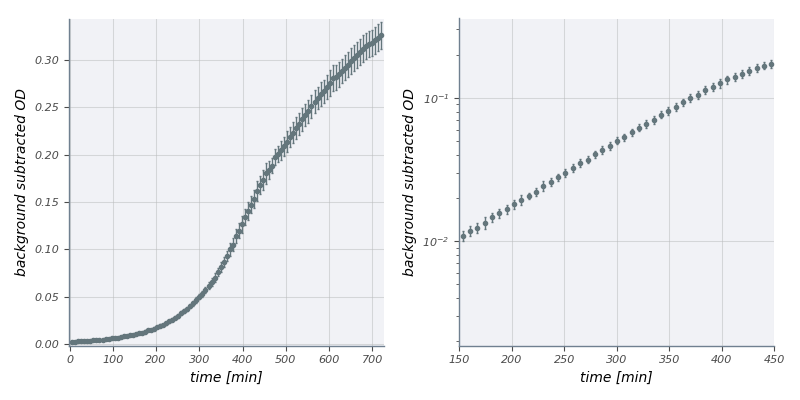 background subtracted OD
0.30
0.25
0.20
0.15
0.10
0.05
0.00
0 100 200 300 400 500 600 700
time [min]
background subtracted OD
10⁻¹
10⁻²
150 200 250 300 350 400 450
time [min]